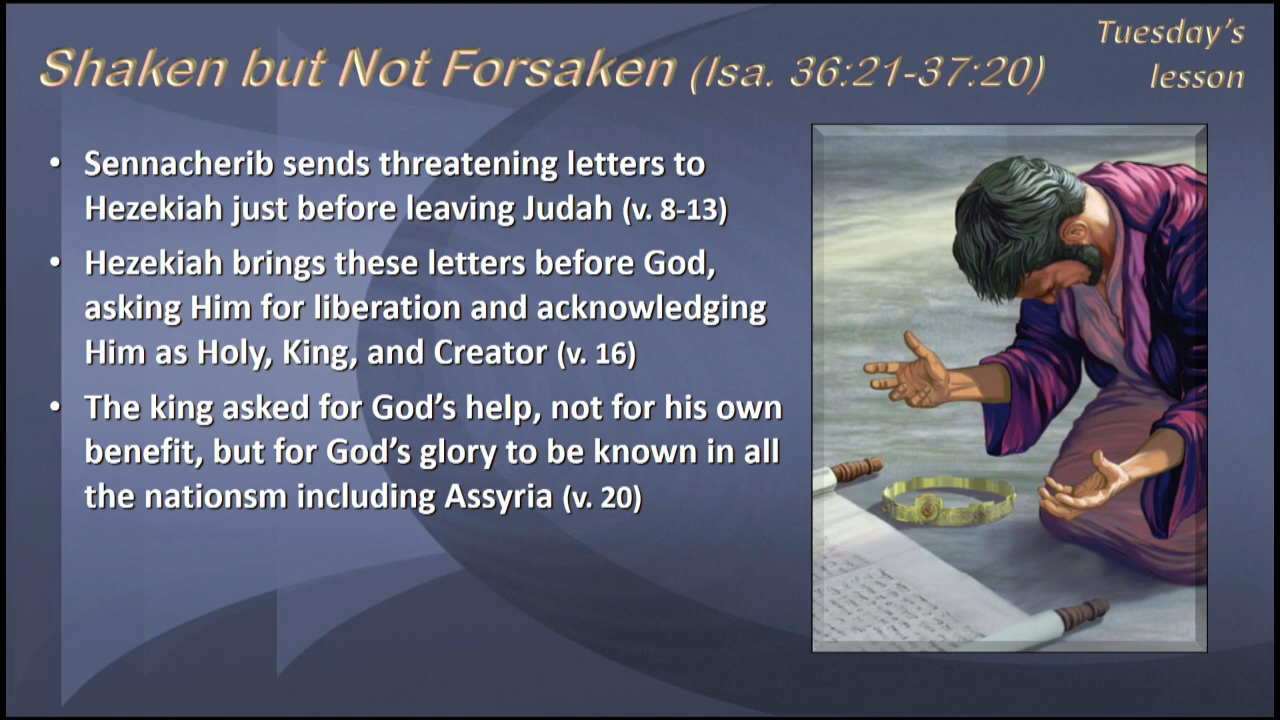 Tuesday's
lesson
Shaken but Not Forsaken (Isa. 36:21-37:20)
• Sennacherib sends threatening letters to
Hezekiah just before leaving Judah (v. 8-13)
• Hezekiah brings these letters before God,
asking Him for liberation and acknowledging
Him as Holy, King, and Creator (v. 16)
• The king asked for God's help, not for his own
benefit, but for God's glory to be known in all
the nationsm including Assyria (v. 20)